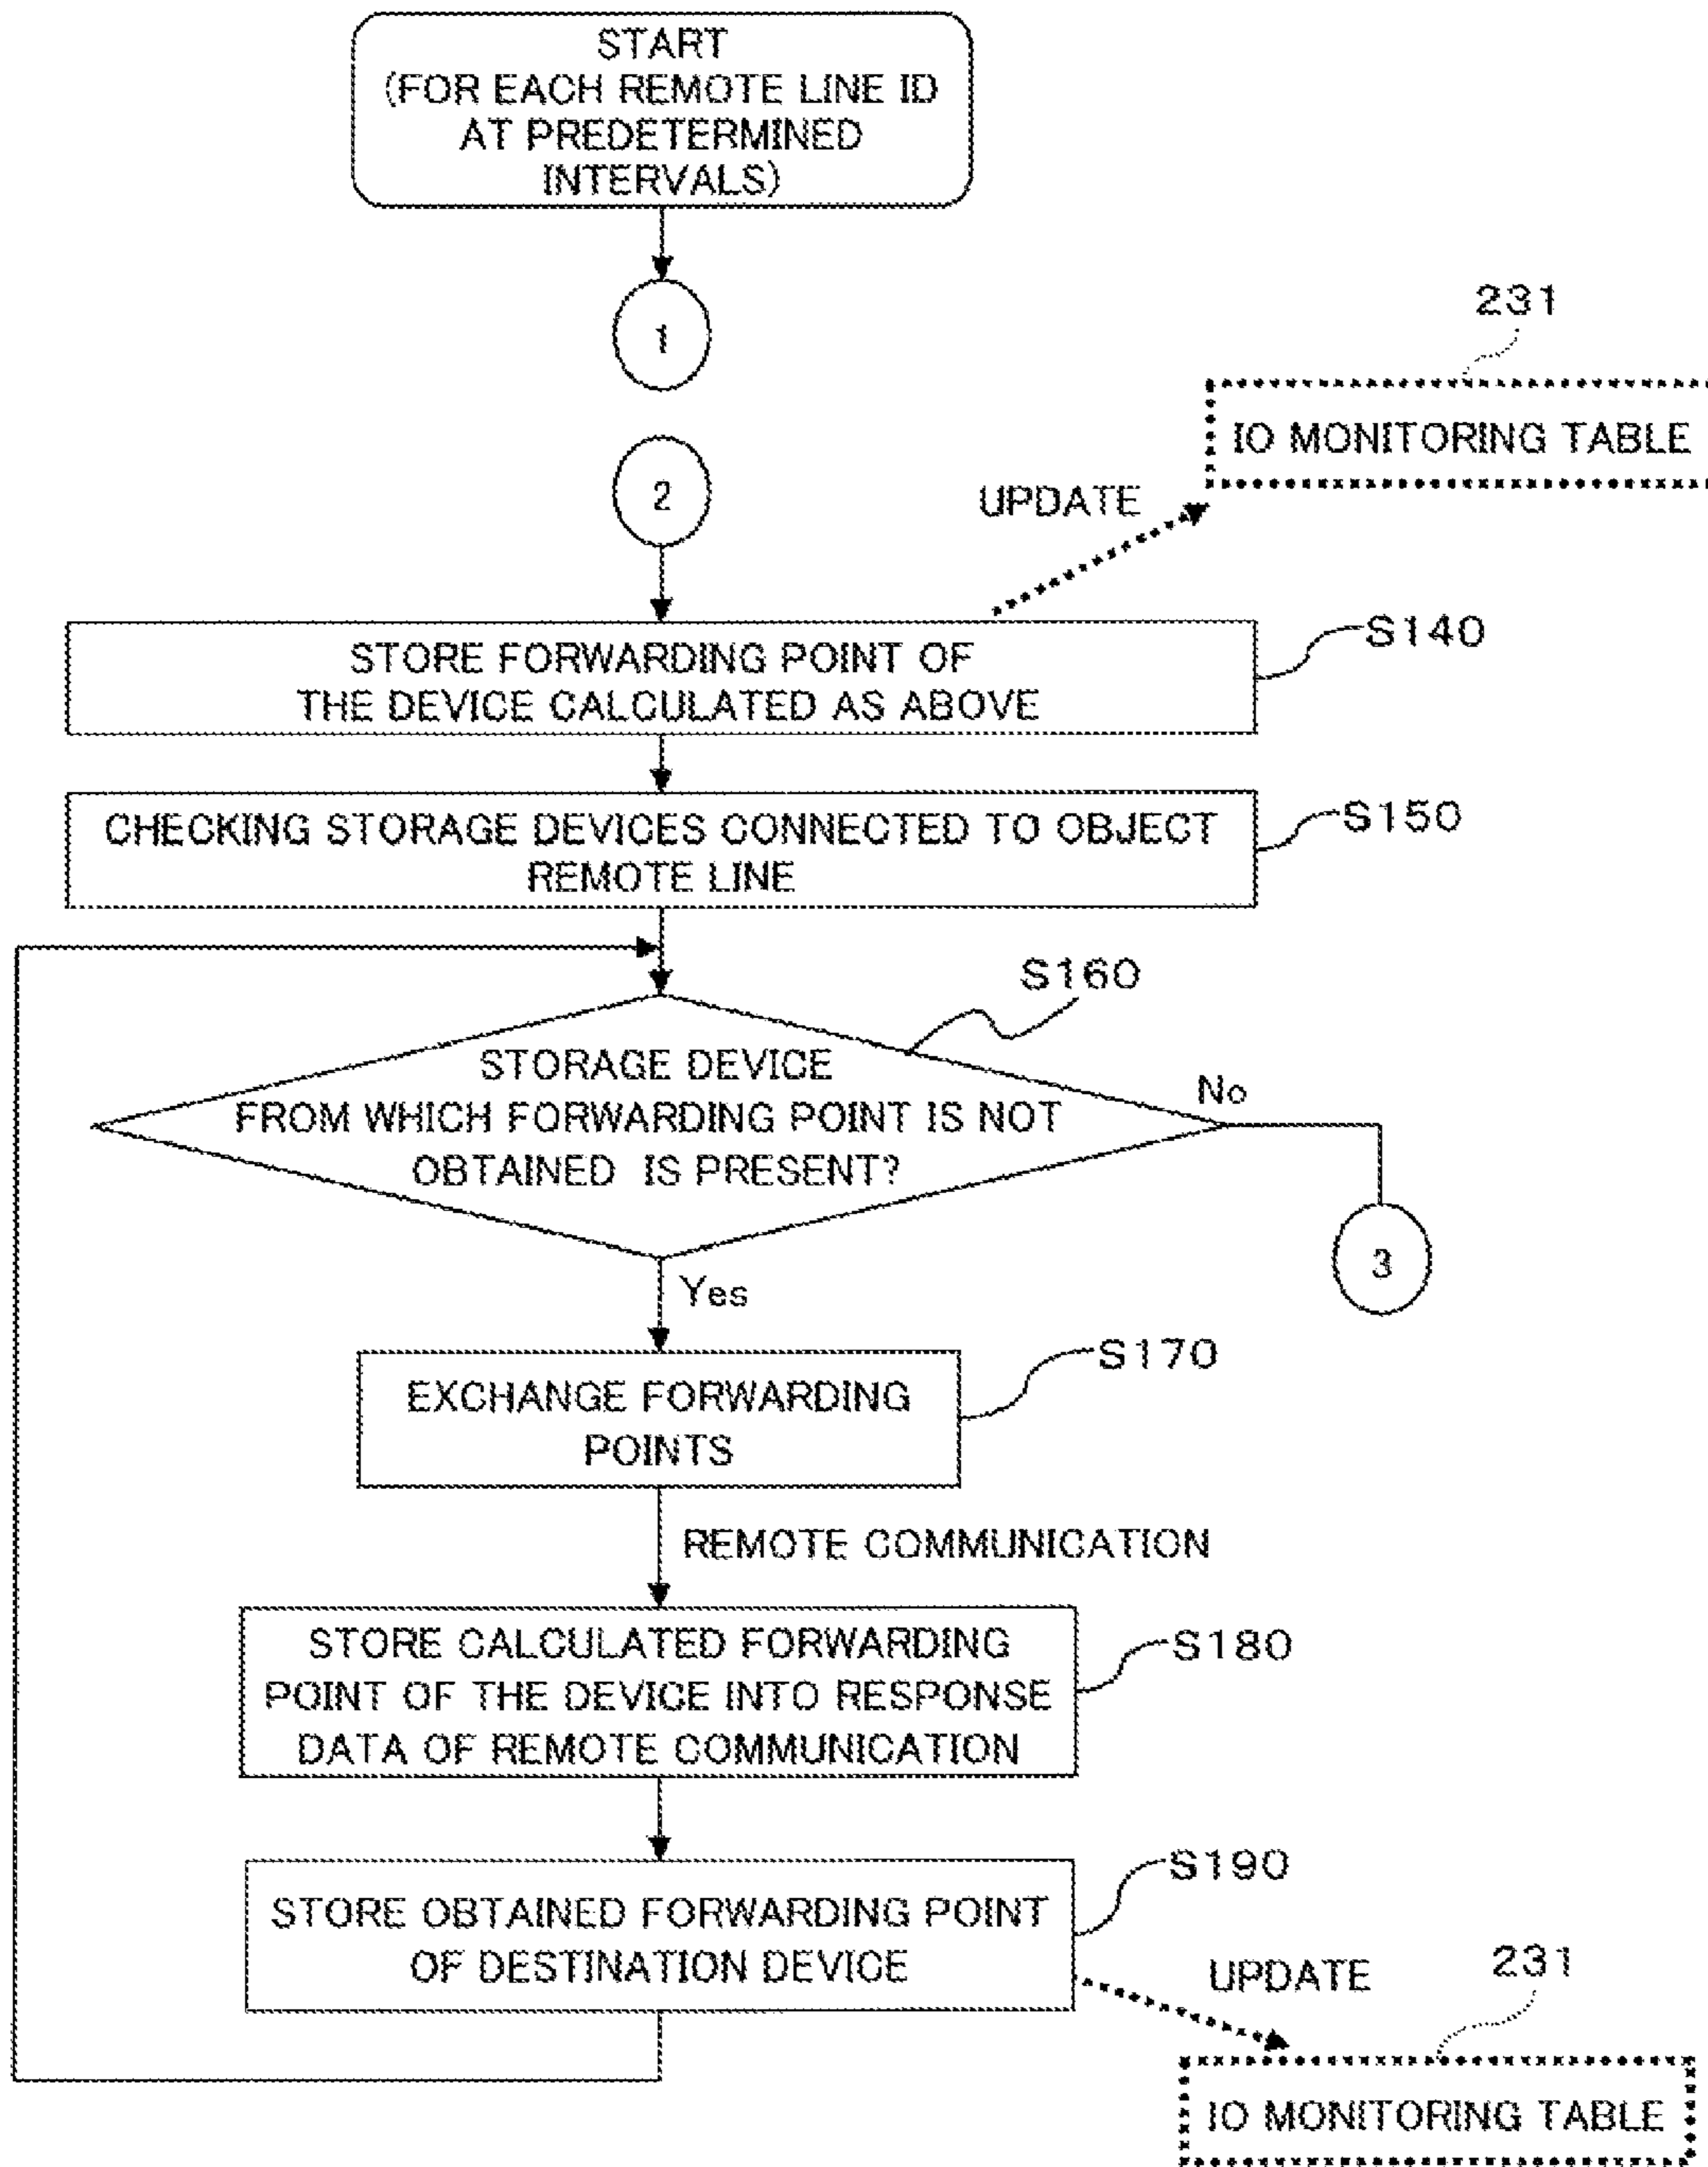 START
(FOR EACH REMOTE LINE ID
AT PREDETERMINED
INTERVALS)
1
231
IO MONITORING TABLE
2
UPDATE
STORE FORWARDING POINT OF
THE DEVICE CALCULATED AS ABOVE
S140
CHECKING STORAGE DEVICES CONNECTED TO OBJECT
REMOTE LINE
S150
S160
STORAGE DEVICE
FROM WHICH FORWARDING POINT IS NOT
OBTAINED IS PRESENT?
No
3
Yes
EXCHANGE FORWARDING
POINTS
S170
REMOTE COMMUNICATION
STORE CALCULATED FORWARDING
POINT OF THE DEVICE INTO RESPONSE
DATA OF REMOTE COMMUNICATION
S180
STORE OBTAINED FORWARDING POINT
OF DESTINATION DEVICE
S190
UPDATE
231
IO MONITORING TABLE